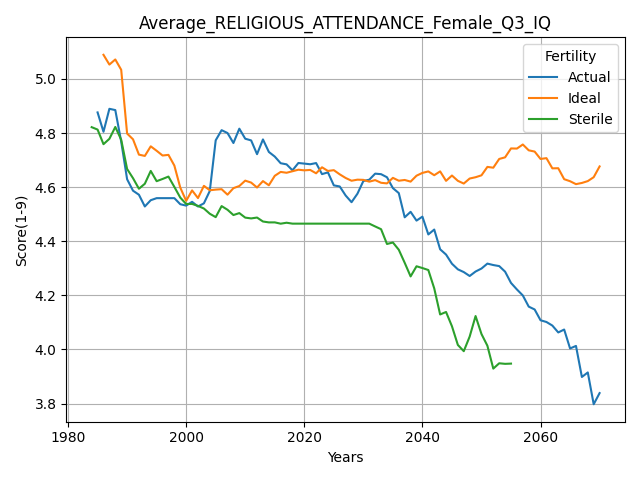 Average_RELIGIOUS_ATTENDANCE_Female_Q3_IQ
Fertility
Actual
Ideal
Sterile
Score(1-9)
5.0
4.8
4.6
4.4
4.2
4.0
3.8
1980
2000
2020
2040
2060
Years